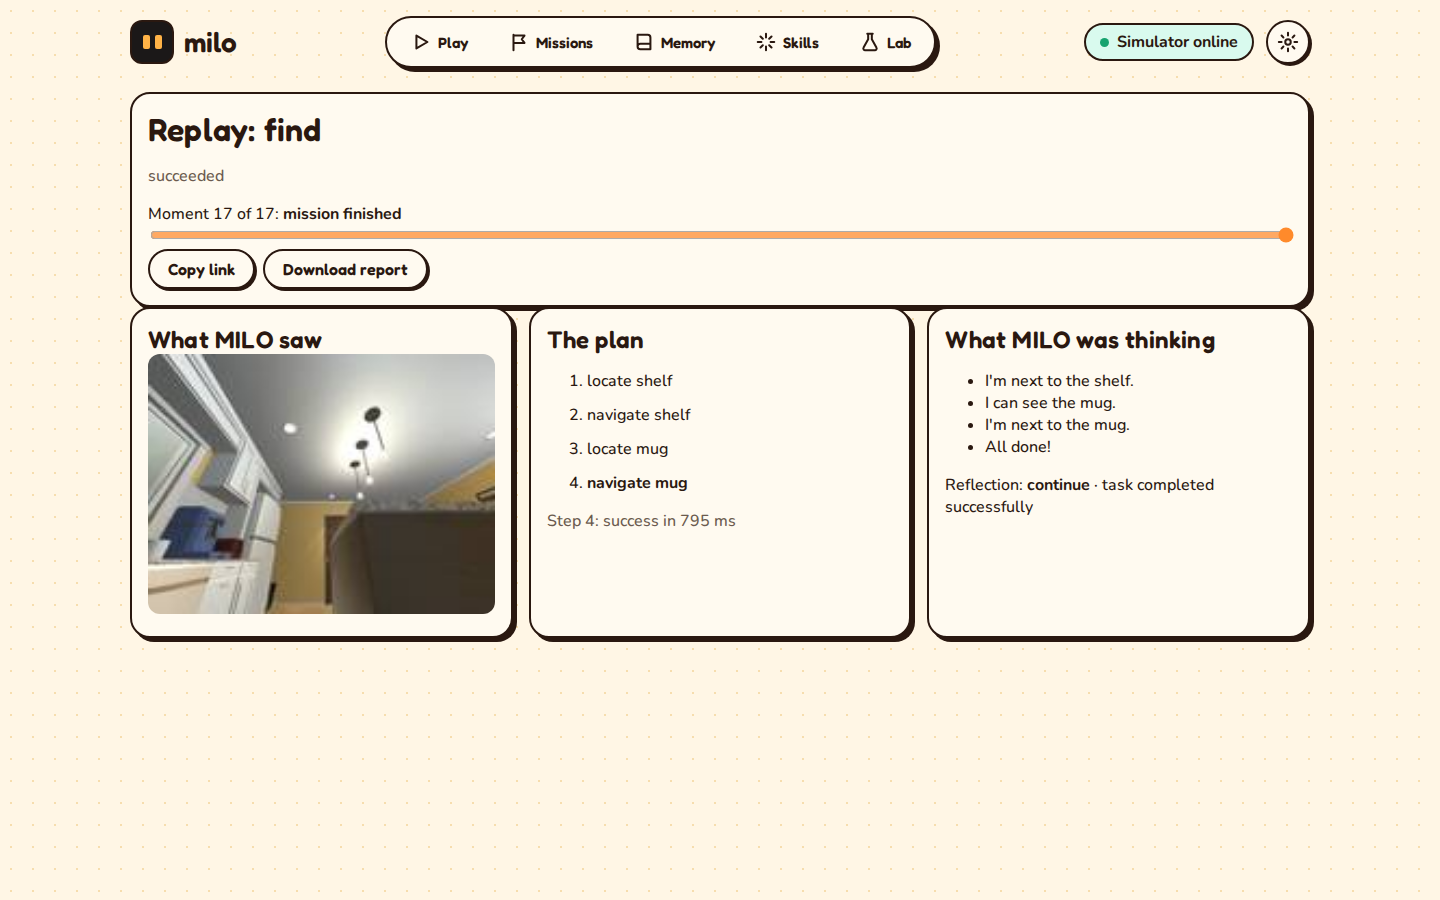 milo
Play
Missions
Memory
Skills
Lab
Simulator online
Replay: find
succeeded
Moment 17 of 17: mission finished
Copy link
Download report
What MILO saw
The plan
1. locate shelf
2. navigate shelf
3. locate mug
4. navigate mug
Step 4: success in 795 ms
What MILO was thinking
• I'm next to the shelf.
• I can see the mug.
• I'm next to the mug.
• All done!
Reflection: continue · task completed
successfully